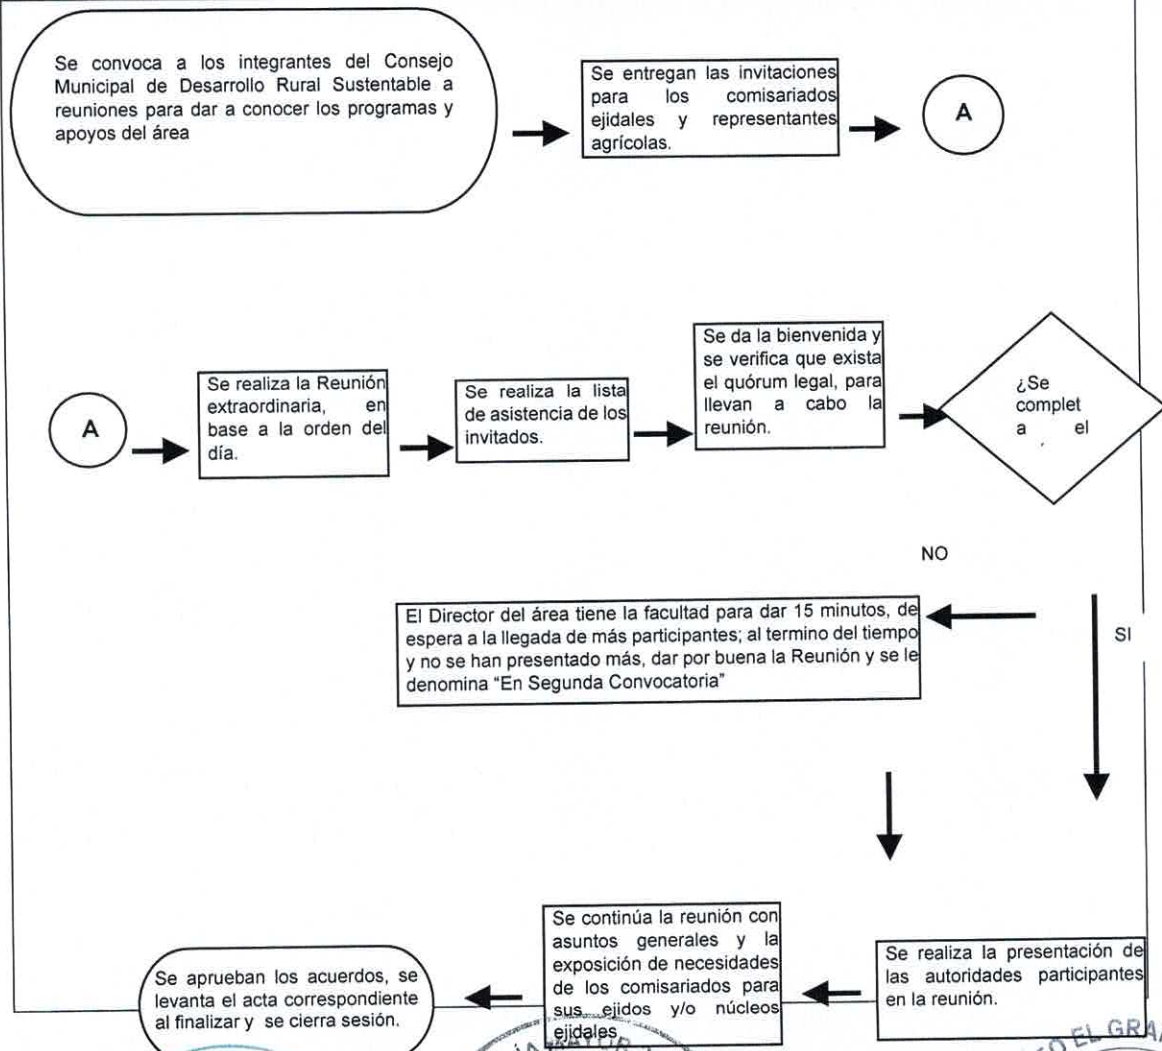 Se convoca a los integrantes del Consejo
Municipal de Desarrollo Rural Sustentable a
reuniones para dar a conocer los programas y
apoyos del área
Se entregan las invitaciones
para los comisariados
ejidales y representantes
agrícolas.
A
A
Se realiza la Reunión
extraordinaria, en
base a la orden del
día.
Se realiza la lista
de asistencia de los
invitados.
Se da la bienvenida y
se verifica que exista
el quórum legal, para
llevan a cabo la
reunión.
¿Se
complet
a el
NO
SI
El Director del área tiene la facultad para dar 15 minutos, de
espera a la llegada de más participantes; al termino del tiempo
y no se han presentado más, dar por buena la Reunión y se le
denomina “En Segunda Convocatoria”
Se realiza la presentación de
las autoridades participantes
en la reunión.
Se continúa la reunión con
asuntos generales y la
exposición de necesidades
de los comisariados para
sus ejidos y/o núcleos
ejidales
Se aprueban los acuerdos, se
levanta el acta correspondiente
al finalizar y se cierra sesión.
MAYOR
EL GRA